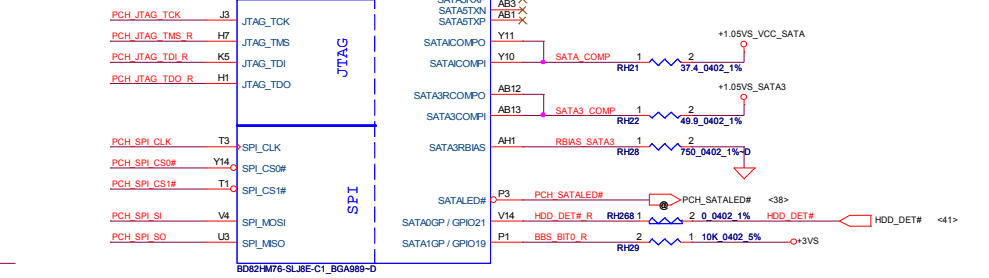 AB3
SATA5TXN
AB1
SATA5TXP
PCH_JTAG_TCK J3 JTAG_TCK
PCH_JTAG_TMS_R H7 JTAG_TMS
SATAICOMPO Y11
+1.05VS_VCC_SATA
PCH_JTAG_TDI_R K5 JTAG_TDI
JTAG
SATAICOMPI Y10 SATA_COMP 1 2
RH21 37.4_0402_1%
PCH_JTAG_TDO_R H1 JTAG_TDO
SATA3RCOMPO AB12
+1.05VS_SATA3
SATA3COMPI AB13 SATA3_COMP 1 2
RH22 49.9_0402_1%
PCH_SPI_CLK T3 SPI_CLK
SATA3RBIAS AH1 RBIAS_SATA3 1 2
RH28 750_0402_1%~D
PCH_SPI_CS0# Y14 SPI_CS0#
PCH_SPI_CS1# T1 SPI_CS1#
SPI
SATALED# P3 PCH_SATALED# @ PCH_SATALED# <38>
PCH_SPI_SI V4 SPI_MOSI
SATA0GP / GPIO21 V14 HDD_DET#_R RH268 1 2 0_0402_1% HDD_DET# HDD_DET# <41>
PCH_SPI_SO U3 SPI_MISO
SATA1GP / GPIO19 P1 BBS_BIT0_R 2 1 10K_0402_5% +3VS
RH29
BD82HM76-SLJ8E-C1_BGA989~D